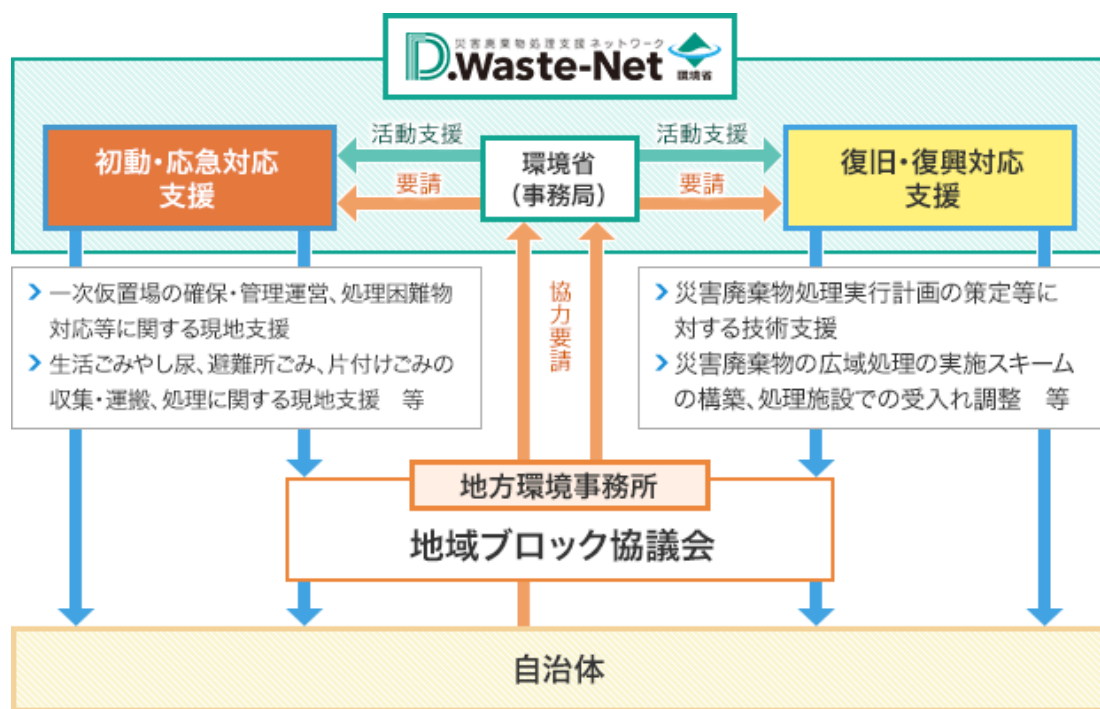 災害廃棄物処理支援ネットワーク
D.Waste-Net
環境省
初動・応急対応
支援
活動支援
要請
環境省
(事務局)
活動支援
要請
復旧・復興対応
支援
一次仮置場の確保・管理運営、処理困難物
対応等に関する現地支援
生活ごみやし尿、避難所ごみ、片付けごみの
収集・運搬、処理に関する現地支援 等
協力要請
災害廃棄物処理実行計画の策定等に
対する技術支援
災害廃棄物の広域処理の実施スキーム
の構築、処理施設での受入れ調整 等
地方環境事務所
地域ブロック協議会
自治体